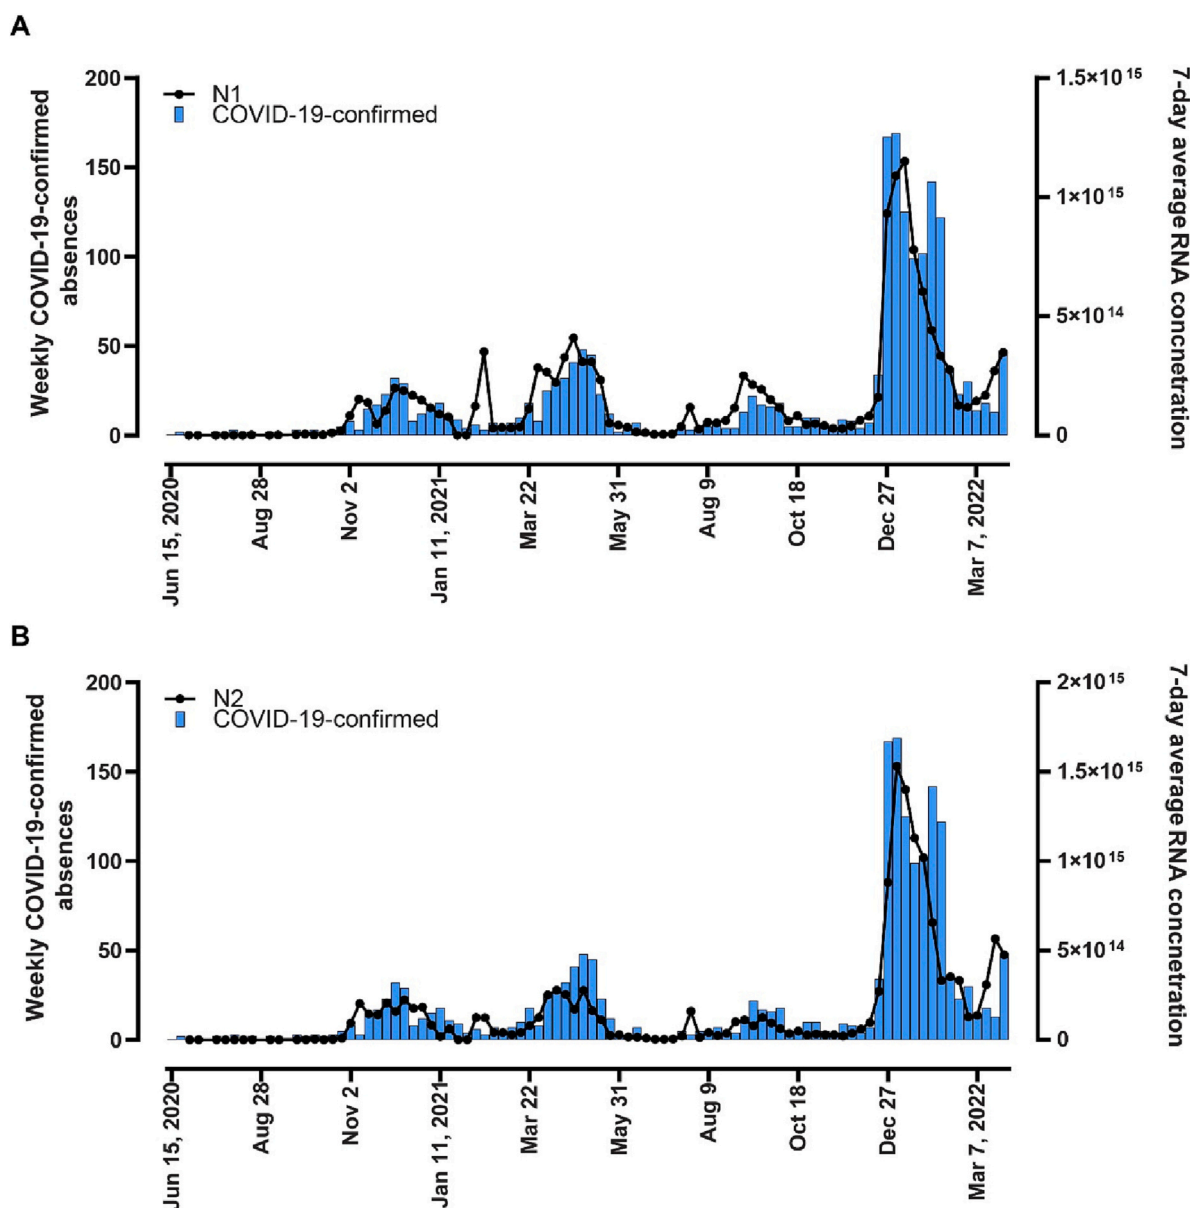 A
200
150
100
50
0
Weekly COVID-19-confirmed
absences
N1
COVID-19-confirmed
1.5×10¹⁵
1×10¹⁵
5×10¹⁴
0
7-day average RNA concnetration
Jun 15, 2020
Aug 28
Nov 2
Jan 11, 2021
Mar 22
May 31
Aug 9
Oct 18
Dec 27
Mar 7, 2022
B
200
150
100
50
0
Weekly COVID-19-confirmed
absences
N2
COVID-19-confirmed
2×10¹⁵
1.5×10¹⁵
1×10¹⁵
5×10¹⁴
0
7-day average RNA concnetration
Jun 15, 2020
Aug 28
Nov 2
Jan 11, 2021
Mar 22
May 31
Aug 9
Oct 18
Dec 27
Mar 7, 2022